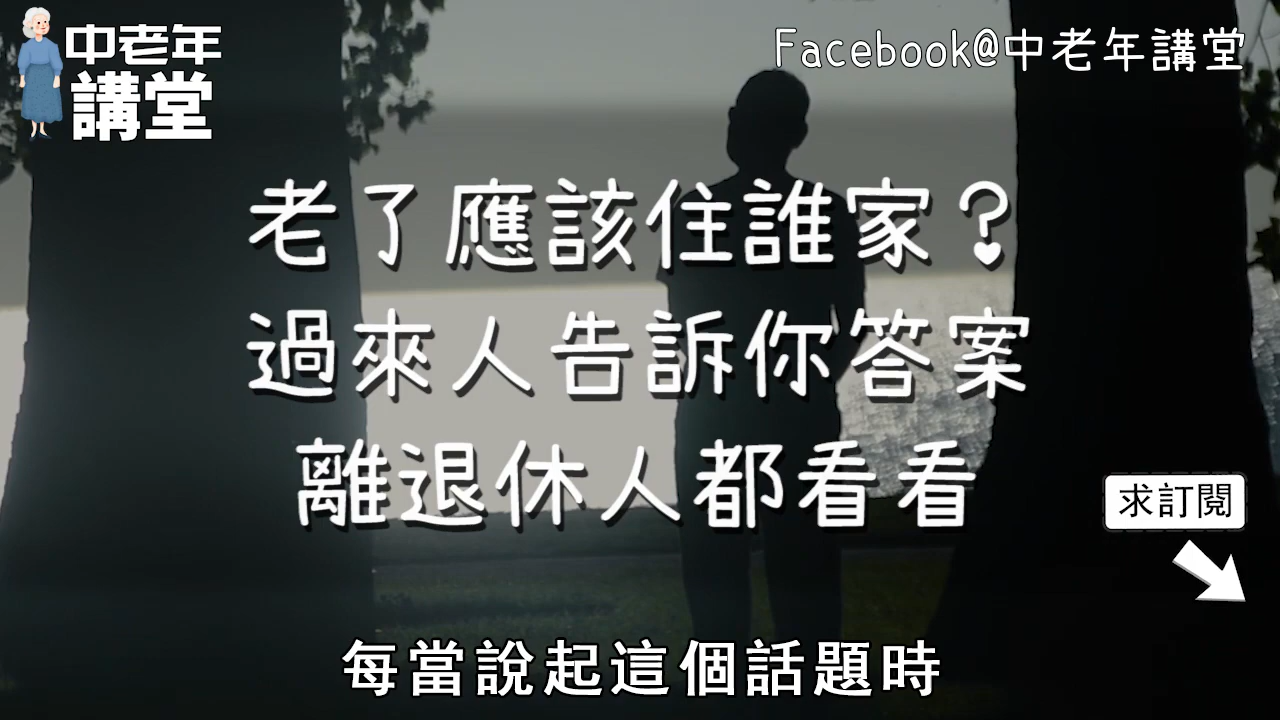 中老年
講堂
Facebook@中老年講堂
老了應該住誰家？
過來人告訴你答案
離退休人都看看
求訂閱
每當說起這個話題時